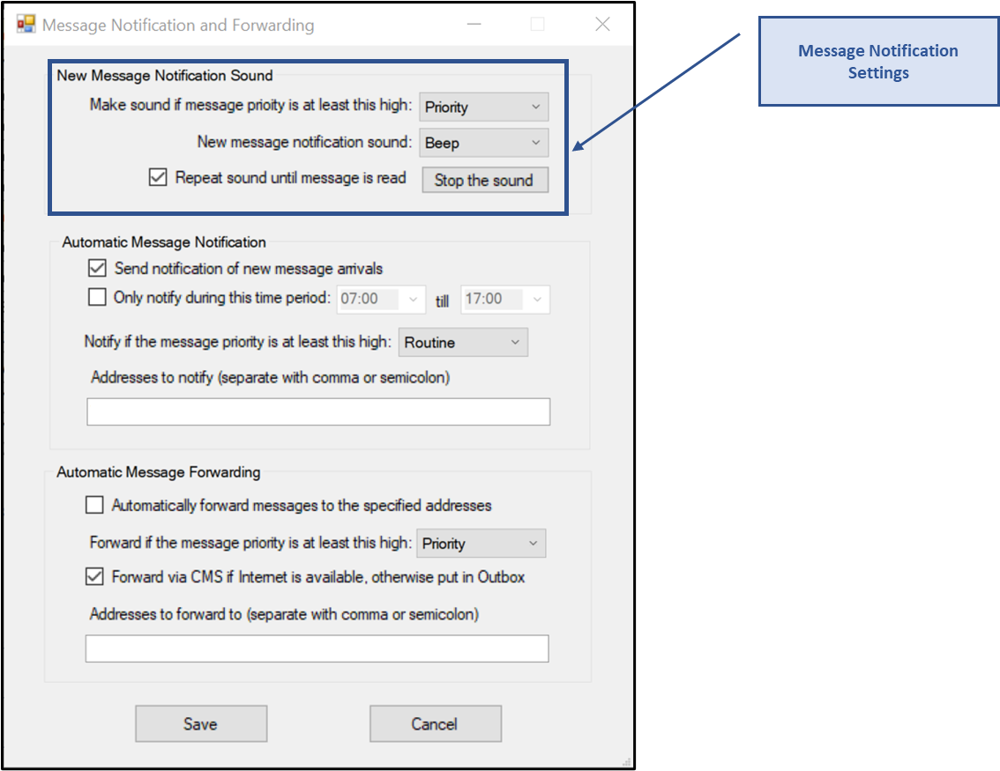 Message Notification and Forwarding
Message Notification
Settings
New Message Notification Sound
Make sound if message prioity is at least this high: Priority
New message notification sound: Beep
Repeat sound until message is read Stop the sound
Automatic Message Notification
Send notification of new message arrivals
Only notify during this time period: 07:00 till 17:00
Notify if the message priority is at least this high: Routine
Addresses to notify (separate with comma or semicolon)
Automatic Message Forwarding
Automatically forward messages to the specified addresses
Forward if the message priority is at least this high: Priority
Forward via CMS if Internet is available, otherwise put in Outbox
Addresses to forward to (separate with comma or semicolon)
Save Cancel